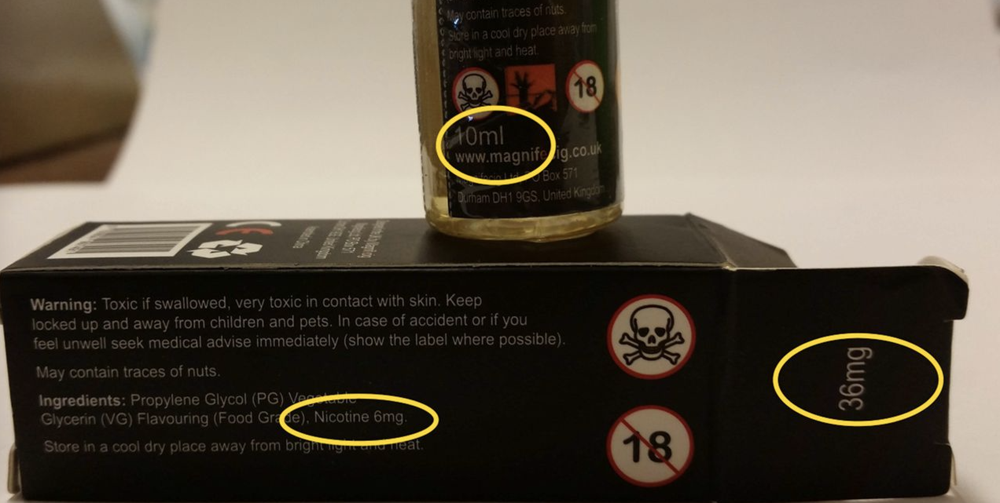 May contain traces of nuts.
Store in a cool dry place away from
bright light and heat.
18
10ml
www.magnifecig.co.uk
Magnifecig Ltd, PO Box 571
Durham DH1 9GS, United Kingdom
CE
Warning: Toxic if swallowed, very toxic in contact with skin. Keep
locked up and away from children and pets. In case of accident or if you
feel unwell seek medical advise immediately (show the label where possible).
May contain traces of nuts.
Ingredients: Propylene Glycol (PG) Vegetable
Glycerin (VG) Flavouring (Food Grade), Nicotine 6mg.
Store in a cool dry place away from bright light and heat.
18
36mg